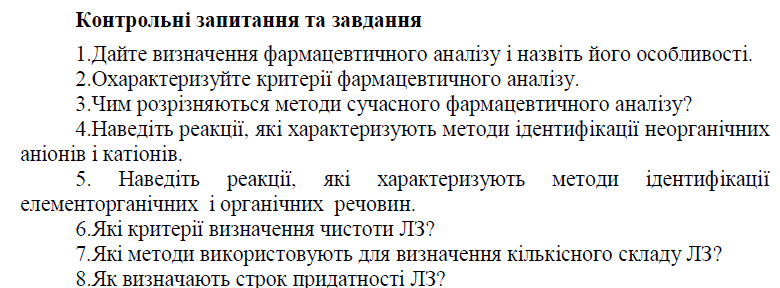 Контрольні запитання та завдання
1.Дайте визначення фармацевтичного аналізу і назвіть його особливості.
2.Охарактеризуйте критерії фармацевтичного аналізу.
3.Чим розрізняються методи сучасного фармацевтичного аналізу?
4.Наведіть реакції, які характеризують методи ідентифікації неорганічних
аніонів і катіонів.
5. Наведіть реакції, які характеризують методи ідентифікації
елементорганічних і органічних речовин.
6.Які критерії визначення чистоти ЛЗ?
7.Які методи використовують для визначення кількісного складу ЛЗ?
8.Як визначають строк придатності ЛЗ?